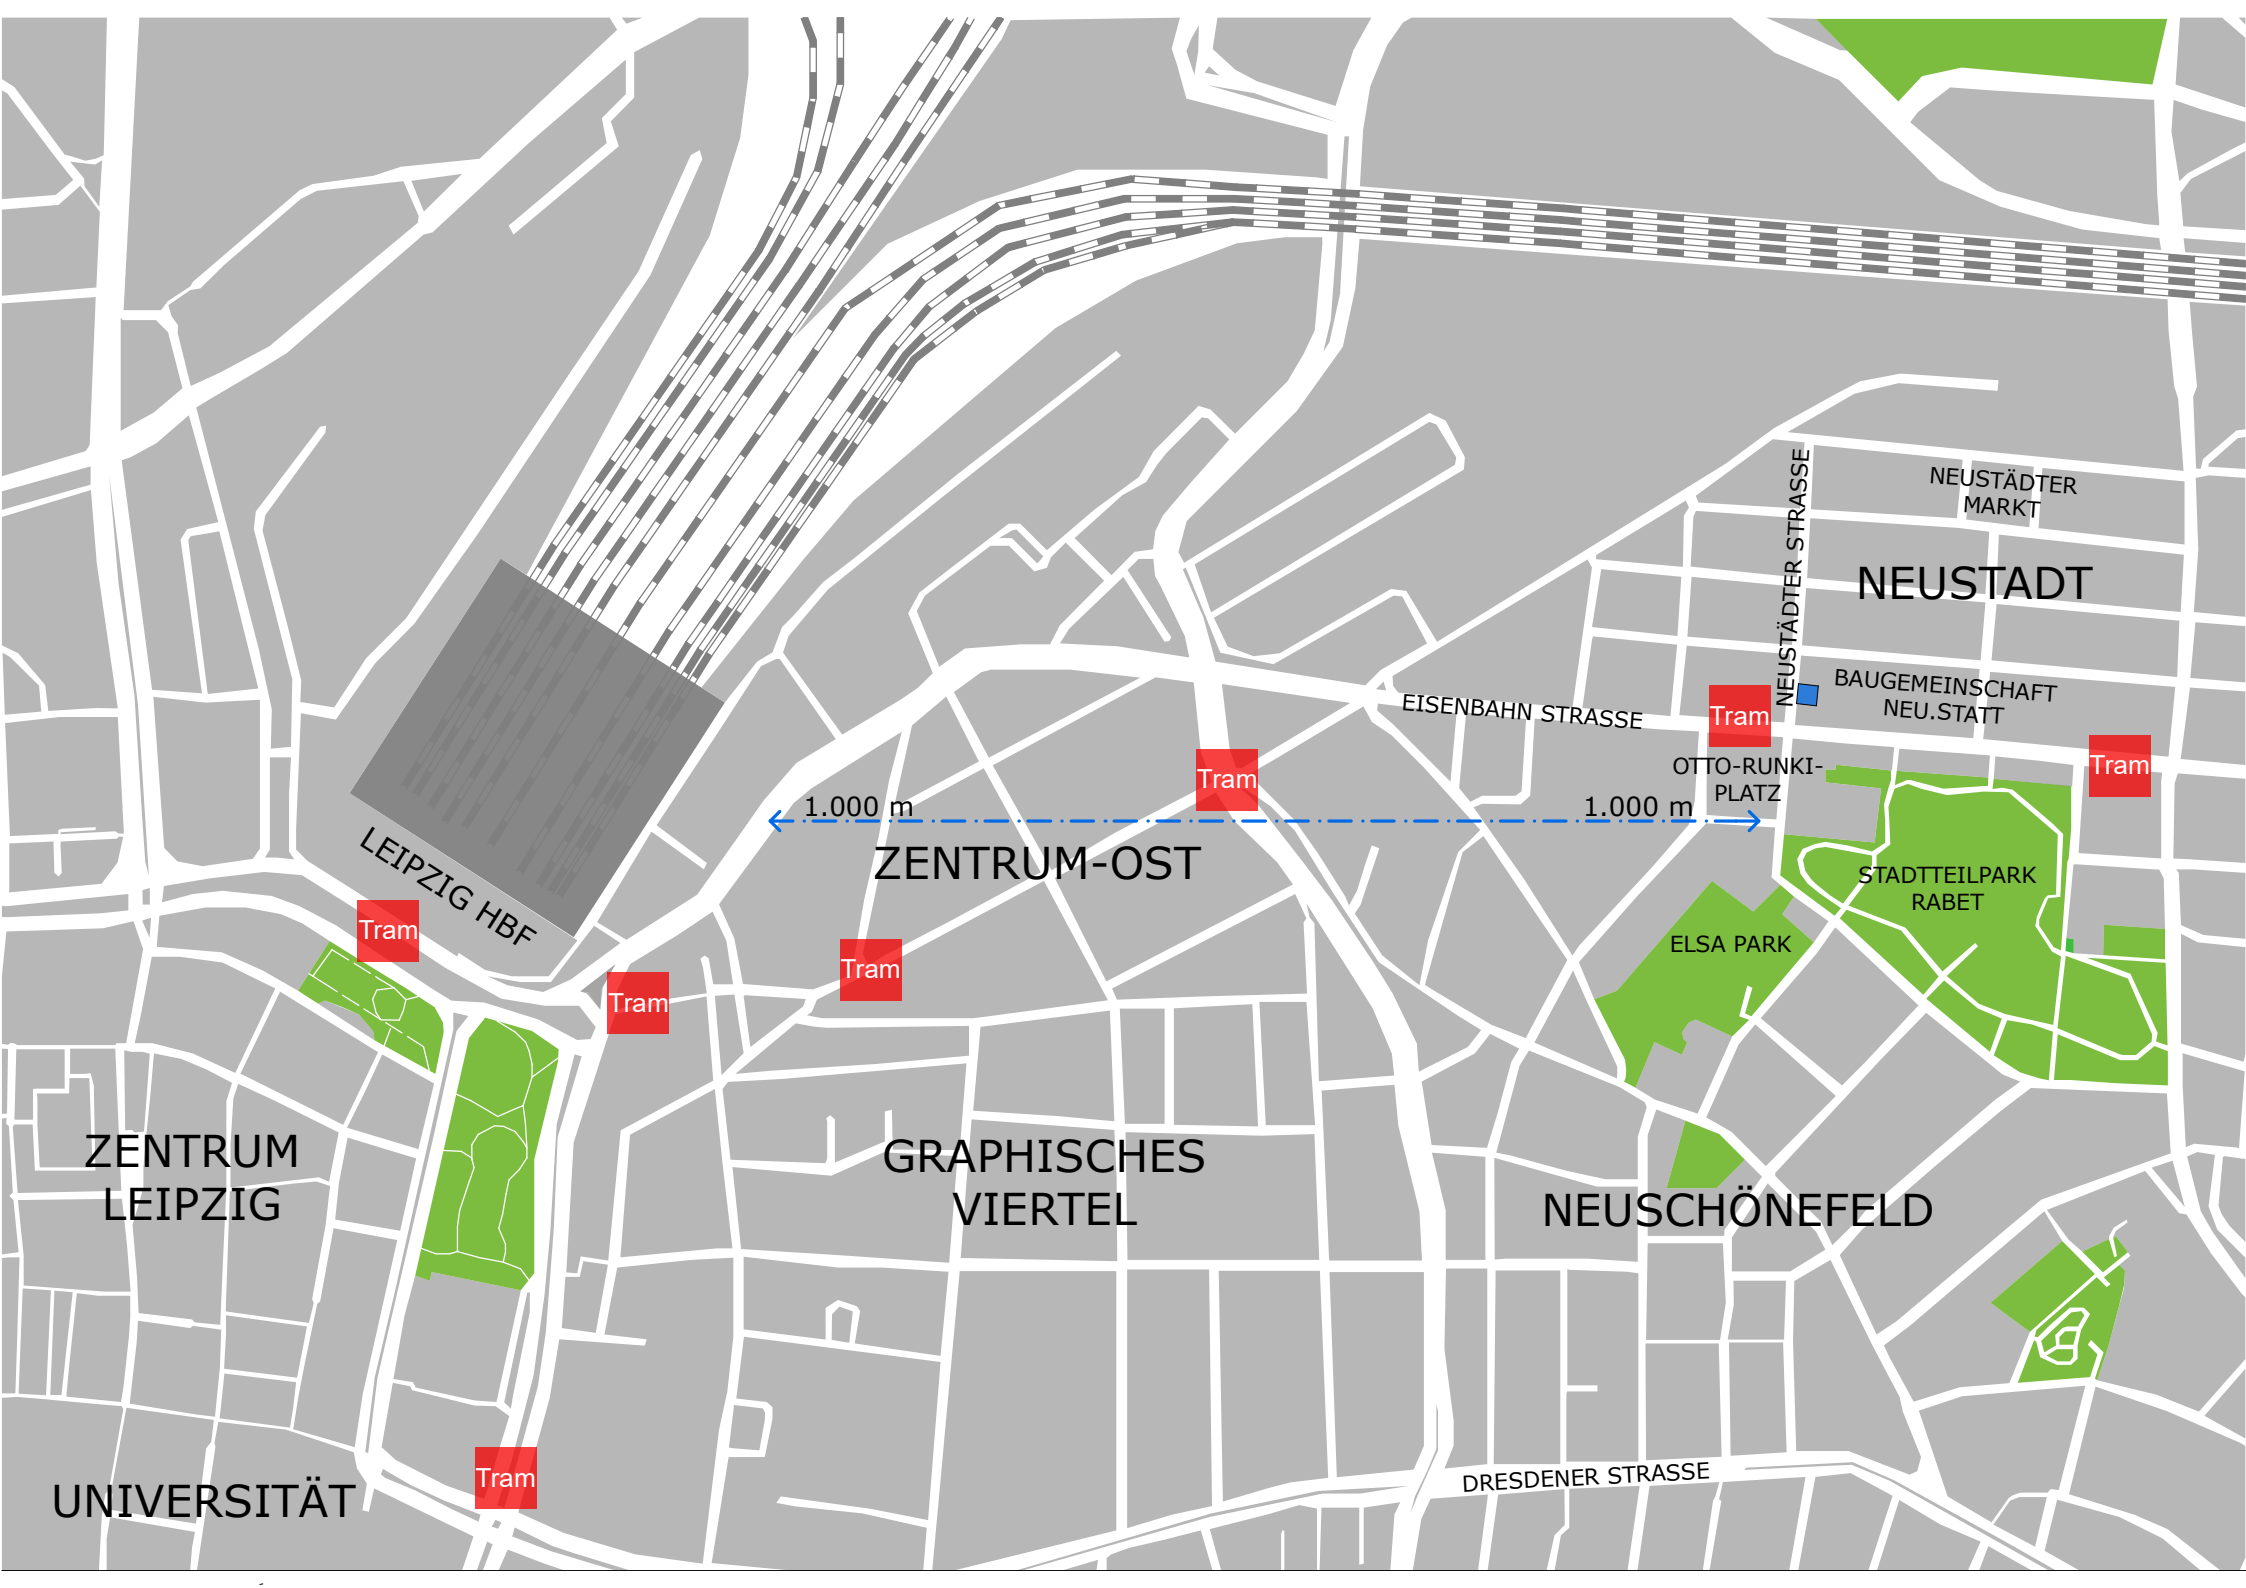 NEUSTÄDTER STRASSE
NEUSTÄDTER
MARKT
NEUSTADT
BAUGEMEINSCHAFT
NEU.STATT
EISENBAHN STRASSE
Tram
Tram
Tram
OTTO-RUNKI-
PLATZ
1.000 m
1.000 m
ZENTRUM-OST
LEIPZIG HBF
STADTTEILPARK
RABET
Tram
ELSA PARK
Tram
Tram
ZENTRUM
LEIPZIG
GRAPHISCHES
VIERTEL
NEUSCHÖNEFELD
DRESDENER STRASSE
Tram
UNIVERSITÄT